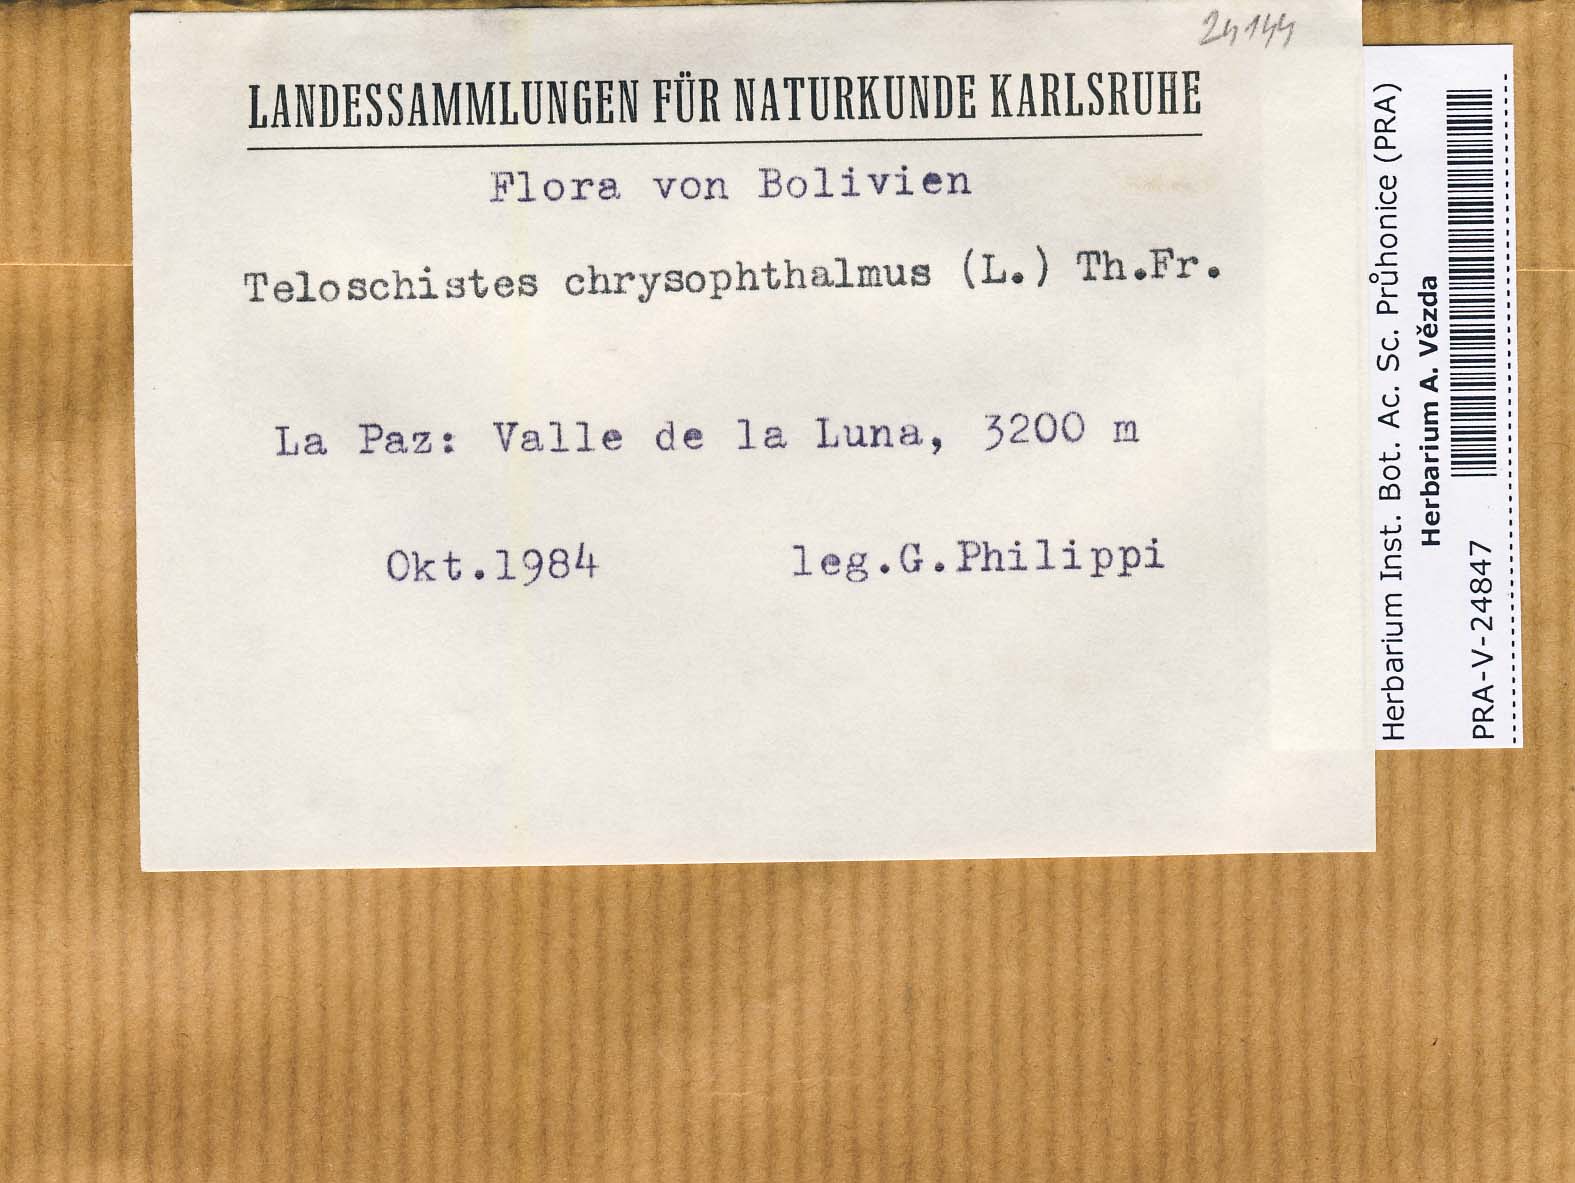 24144
LANDESSAMMLUNGEN FÜR NATURKUNDE KARLSRUHE
Flora von Bolivien
Teloschistes chrysophthalmus (L.) Th.Fr.
La Paz: Valle de la Luna, 3200 m
Okt.1984 leg.G.Philippi
Herbarium Inst. Bot. Ac. Sc. Průhonice (PRA)
Herbarium A. Vězda
PRA-V-24847